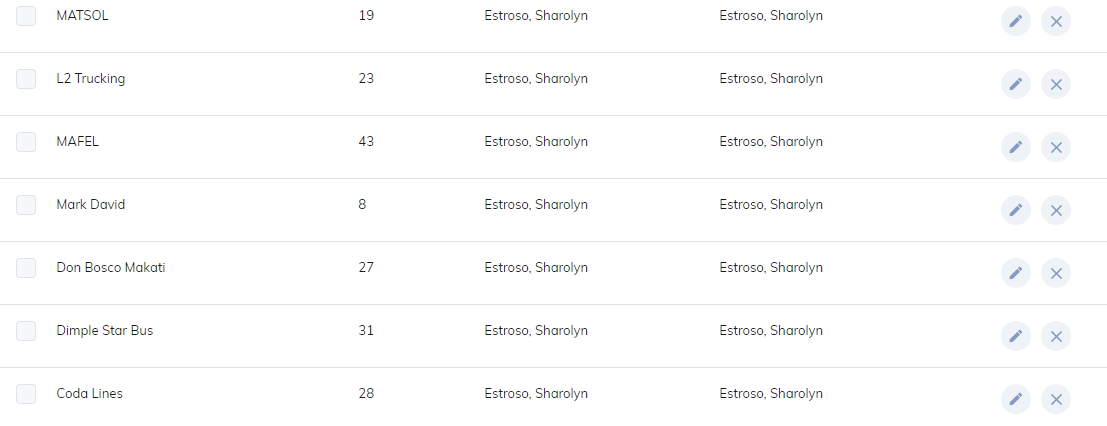 MATSOL 19 Estroso, Sharolyn Estroso, Sharolyn
L2 Trucking 23 Estroso, Sharolyn Estroso, Sharolyn
MAFEL 43 Estroso, Sharolyn Estroso, Sharolyn
Mark David 8 Estroso, Sharolyn Estroso, Sharolyn
Don Bosco Makati 27 Estroso, Sharolyn Estroso, Sharolyn
Dimple Star Bus 31 Estroso, Sharolyn Estroso, Sharolyn
Coda Lines 28 Estroso, Sharolyn Estroso, Sharolyn